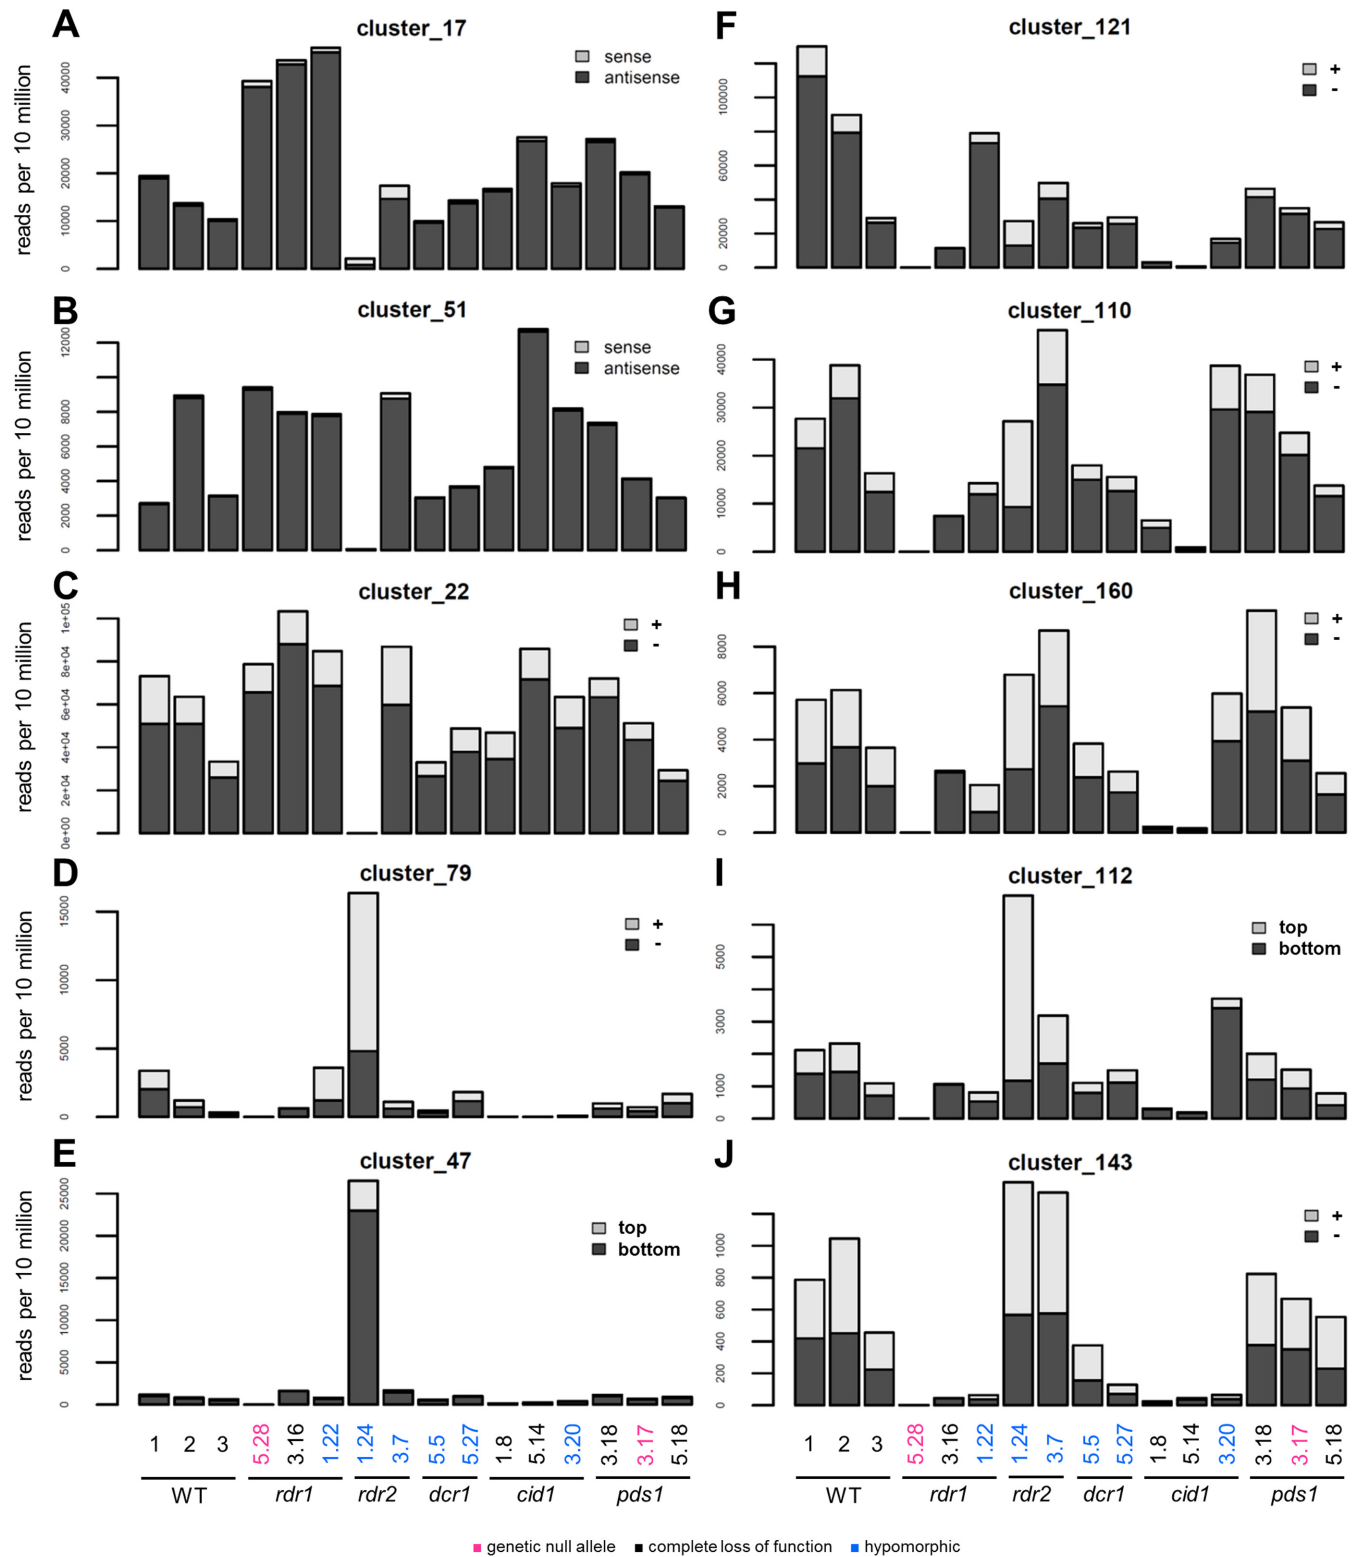 A
cluster_17
sense
antisense
reads per 10 million
0
10000
20000
30000
40000
B
cluster_51
sense
antisense
reads per 10 million
0
2000
4000
6000
8000
12000
C
cluster_22
+
-
reads per 10 million
0e+00
2e+04
4e+04
6e+04
8e+04
1e+05
D
cluster_79
+
-
reads per 10 million
0
5000
10000
15000
E
cluster_47
top
bottom
reads per 10 million
0
5000
10000
15000
20000
25000
1 2 3 5.28 3.16 1.22 1.24 3.7 5.5 5.27 1.8 5.14 3.20 3.18 3.17 5.18
WT rdr1 rdr2 dcr1 cid1 pds1
F
cluster_121
+
-
0
20000
60000
100000
G
cluster_110
+
-
0
10000
20000
30000
40000
H
cluster_160
+
-
0
2000
4000
6000
8000
I
cluster_112
top
bottom
0
1000
3000
5000
J
cluster_143
+
-
0
200
400
600
800
1000
1 2 3 5.28 3.16 1.22 1.24 3.7 5.5 5.27 1.8 5.14 3.20 3.18 3.17 5.18
WT rdr1 rdr2 dcr1 cid1 pds1
genetic null allele complete loss of function hypomorphic